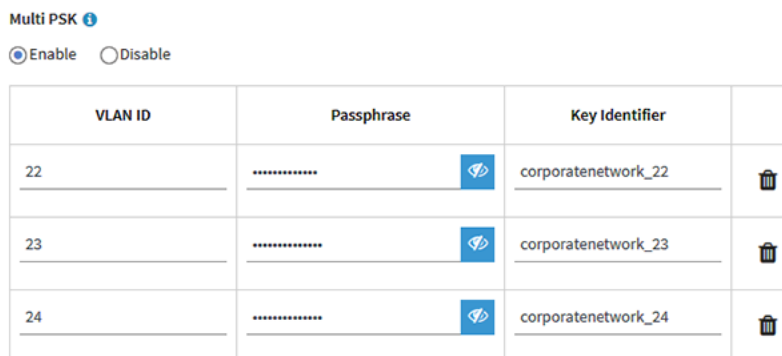 Multi PSK
Enable Disable
VLAN ID Passphrase Key Identifier
22 ••••••••••••• corporatenetwork_22
23 •••••••••••••• corporatenetwork_23
24 •••••••••••••• corporatenetwork_24